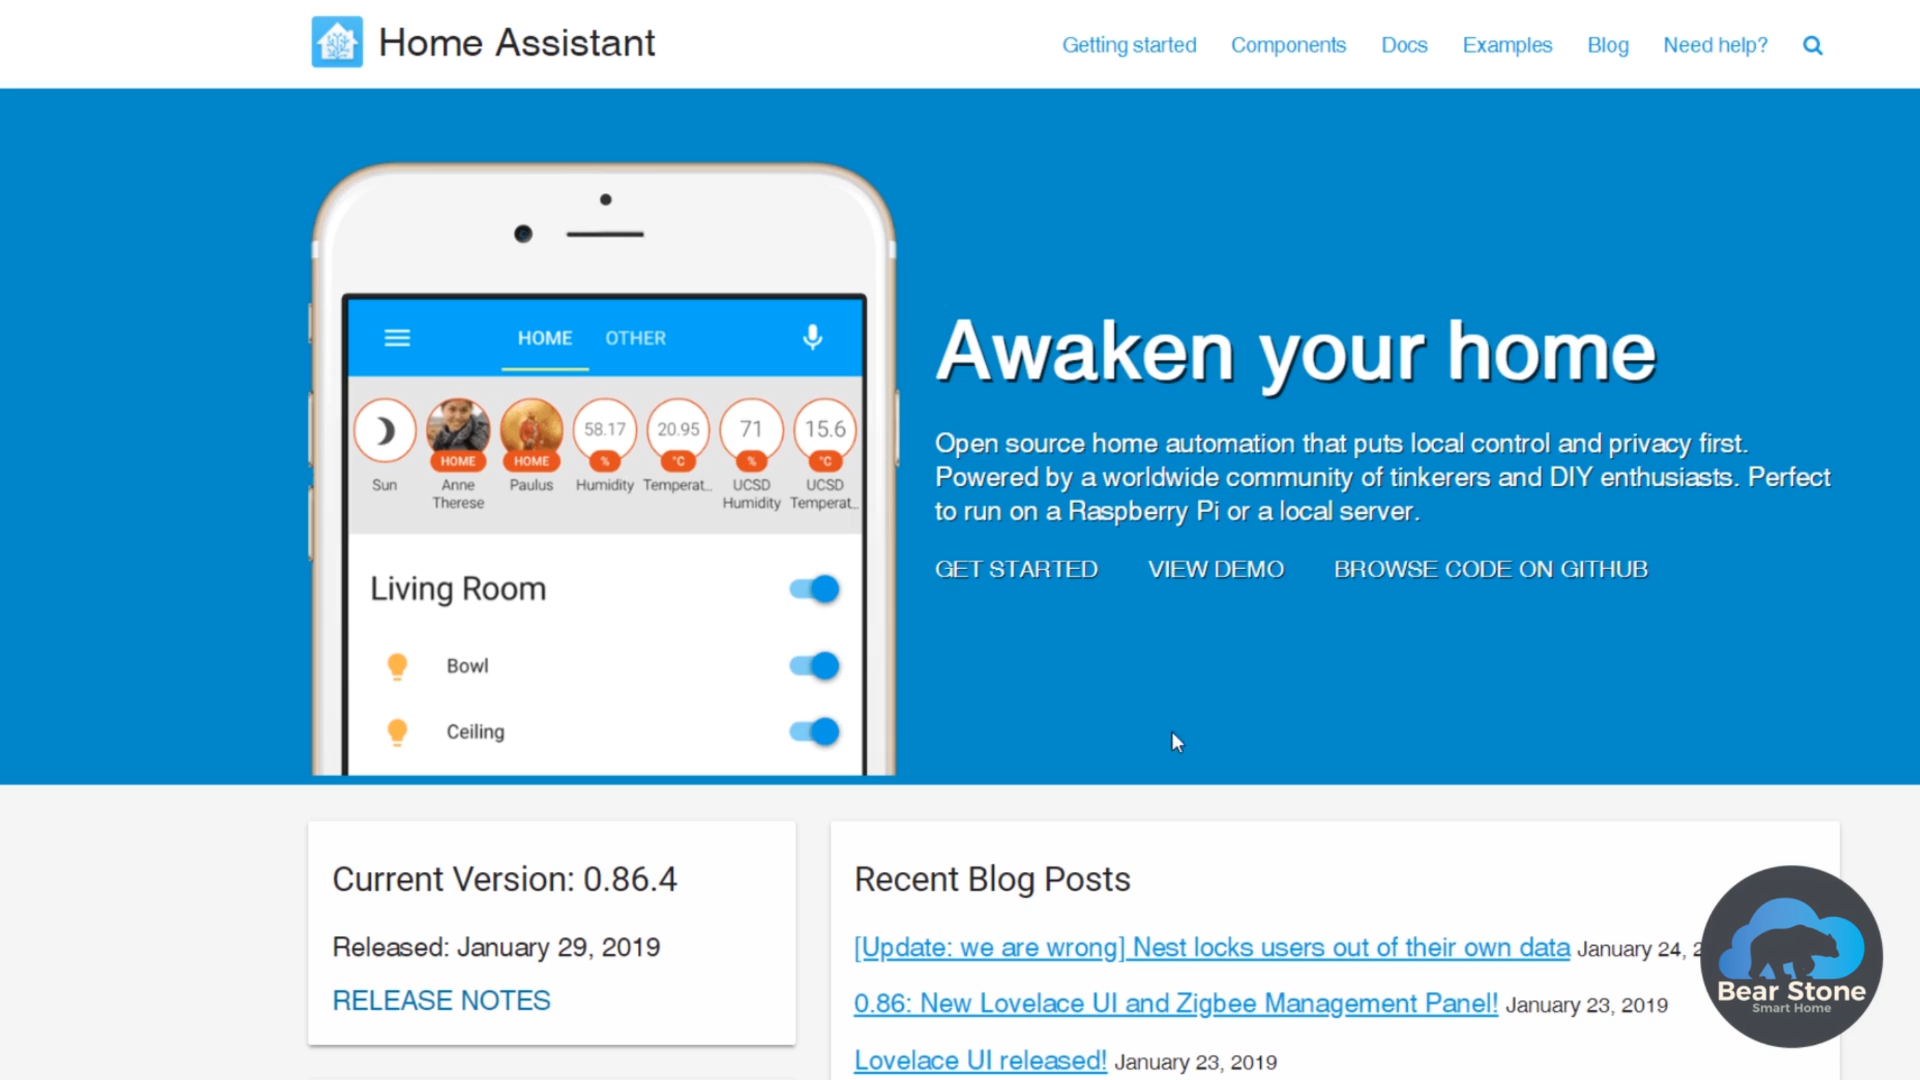 Home Assistant
Getting started Components Docs Examples Blog Need help?
HOME OTHER
58.17 20.95 71 15.6
HOME HOME % °C % °C
Sun Anne Therese Paulus Humidity Temperat... UCSD Humidity UCSD Temperat...
Living Room
Bowl
Ceiling
Awaken your home
Open source home automation that puts local control and privacy first.
Powered by a worldwide community of tinkerers and DIY enthusiasts. Perfect
to run on a Raspberry Pi or a local server.
GET STARTED VIEW DEMO BROWSE CODE ON GITHUB
Current Version: 0.86.4
Released: January 29, 2019
RELEASE NOTES
Recent Blog Posts
[Update: we are wrong] Nest locks users out of their own data January 24, 2
0.86: New Lovelace UI and Zigbee Management Panel! January 23, 2019
Lovelace UI released! January 23, 2019
Bear Stone
Smart Home